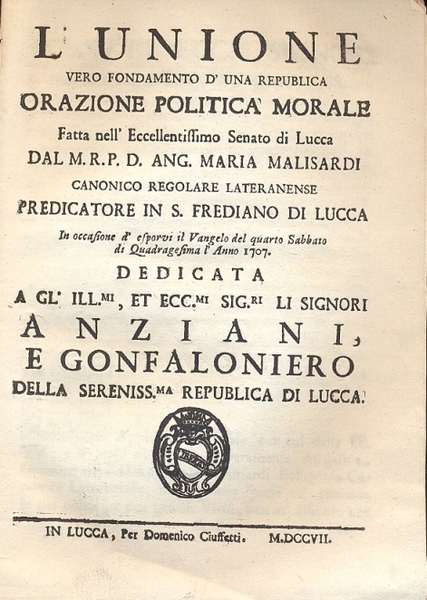 L'UNIONE
VERO FONDAMENTO D' UNA REPUBLICA
ORAZIONE POLITICA MORALE
Fatta nell' Eccellentiſſimo Senato di Lucca
DAL M. R. P. D. ANG. MARIA MALISARDI
CANONICO REGOLARE LATERANENSE
PREDICATORE IN S. FREDIANO DI LUCCA
In occaſione d' eſporvi il Vangelo del quarto Sabbato
di Quadrageſima l' Anno 1707.
DEDICATA
A GL' ILL.MI, ET ECC.MI SIG.RI LI SIGNORI
ANZIANI,
E GONFALONIERO
DELLA SERENISS.MA REPUBLICA DI LUCCA.
IN LUCCA, Per Domenico Ciuffetti. M.DCCVII.